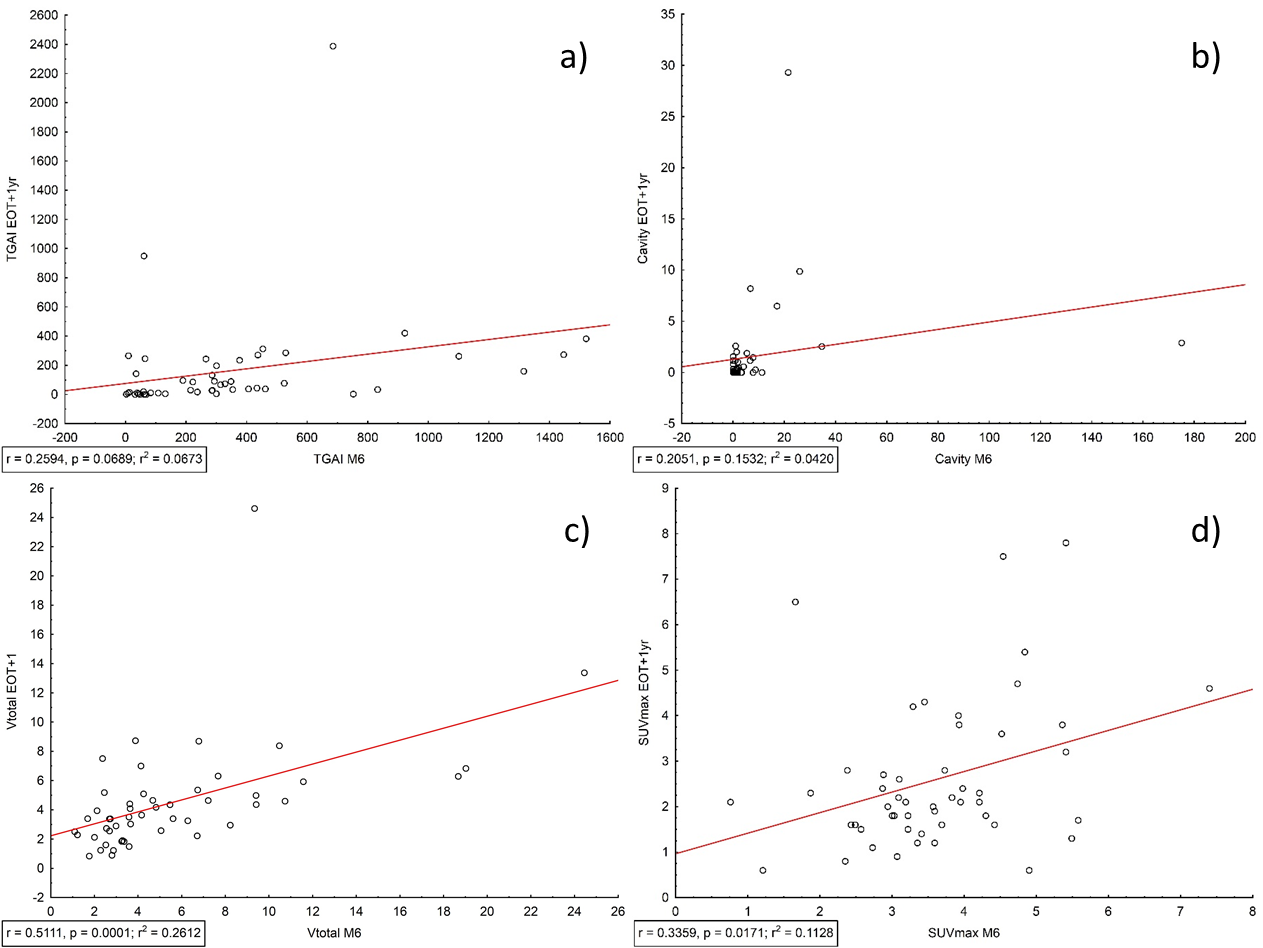 a)
2600
2400
2200
2000
1800
1600
1400
1200
1000
800
600
400
200
0
-200
TGAI EOT+1yr
-200 0 200 400 600 800 1000 1200 1400 1600
TGAI M6
r = 0.2594, p = 0.0689; r² = 0.0673
b)
35
30
25
20
15
10
5
0
-5
Cavity EOT+1yr
-20 0 20 40 60 80 100 120 140 160 180 200
Cavity M6
r = 0.2051, p = 0.1532; r² = 0.0420
c)
26
24
22
20
18
16
14
12
10
8
6
4
2
0
-2
Vtotal EOT+1
0 2 4 6 8 10 12 14 16 18 20 22 24 26
Vtotal M6
r = 0.5111, p = 0.0001; r² = 0.2612
d)
9
8
7
6
5
4
3
2
1
0
SUVmax EOT+1yr
0 1 2 3 4 5 6 7 8
SUVmax M6
r = 0.3359, p = 0.0171; r² = 0.1128